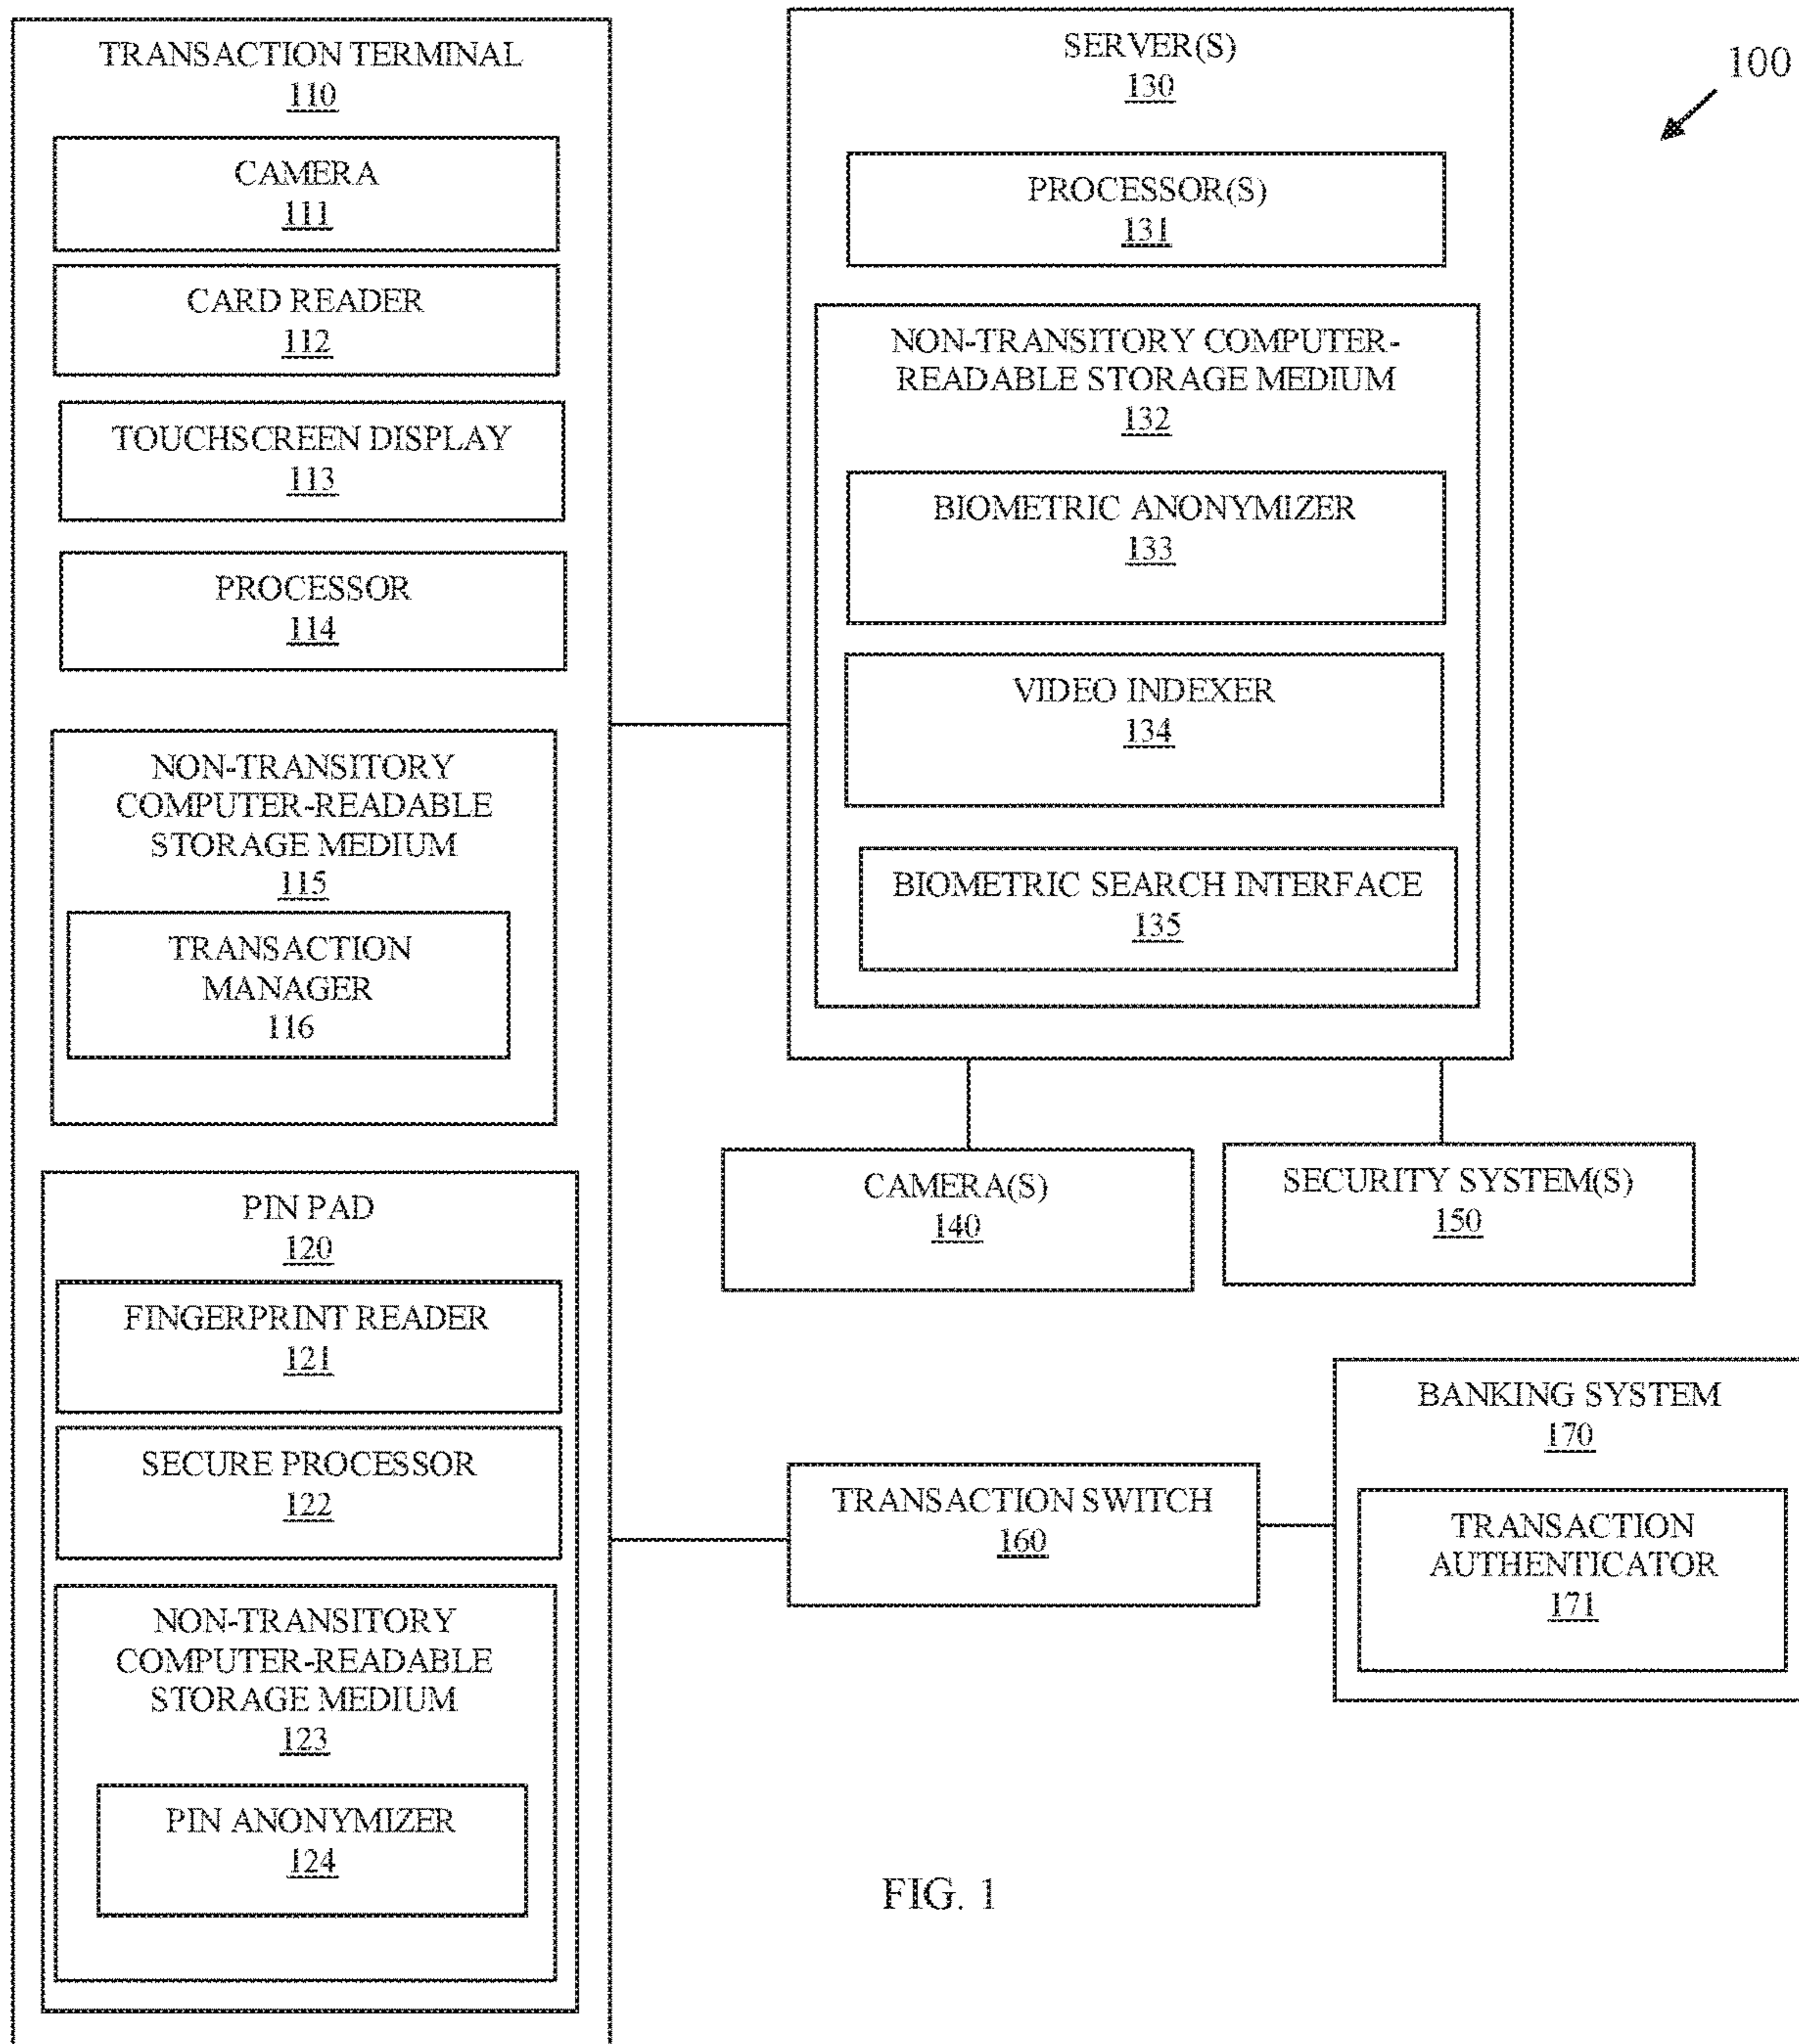 TRANSACTION TERMINAL
110
CAMERA
111
CARD READER
112
TOUCHSCREEN DISPLAY
113
PROCESSOR
114
NON-TRANSITORY
COMPUTER-READABLE
STORAGE MEDIUM
115
TRANSACTION
MANAGER
116
PIN PAD
120
FINGERPRINT READER
121
SECURE PROCESSOR
122
NON-TRANSITORY
COMPUTER-READABLE
STORAGE MEDIUM
123
PIN ANONYMIZER
124
SERVER(S)
130
PROCESSOR(S)
131
NON-TRANSITORY COMPUTER-
READABLE STORAGE MEDIUM
132
BIOMETRIC ANONYMIZER
133
VIDEO INDEXER
134
BIOMETRIC SEARCH INTERFACE
135
100
CAMERA(S)
140
SECURITY SYSTEM(S)
150
TRANSACTION SWITCH
160
BANKING SYSTEM
170
TRANSACTION
AUTHENTICATOR
171
FIG. 1